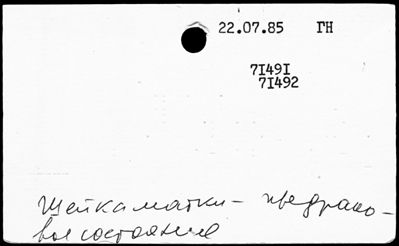 22.07.85 ГН
7I49I
7I492
Шейка матки - предрако-
вые состояния